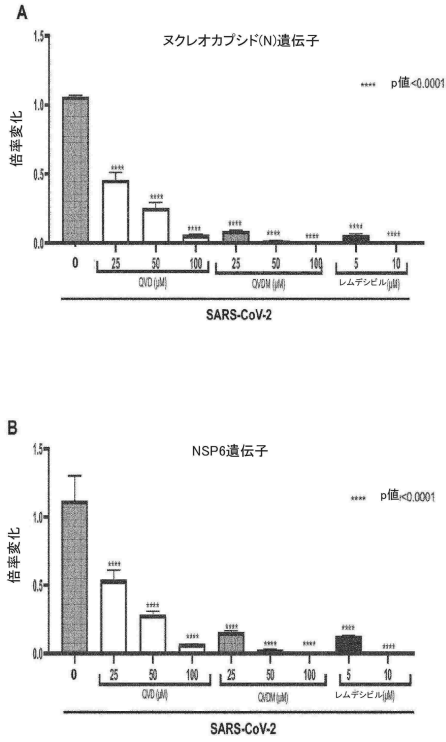 A
ヌクレオカプシド(N)遺伝子
**** p値<0.0001
倍率変化
1.5
1.0
0.5
0.0
**** **** **** **** **** **** **** ****
0 25 50 100 25 50 100 5 10
QVD (µM) QVDM (µM) レムデシビル(µM)
SARS-CoV-2
B
NSP6遺伝子
**** p値<0.0001
倍率変化
1.5
1.0
0.5
0.0
**** **** **** **** **** **** **** ****
0 25 50 100 25 50 100 5 10
QVD (µM) QVDM (µM) レムデシビル(µM)
SARS-CoV-2